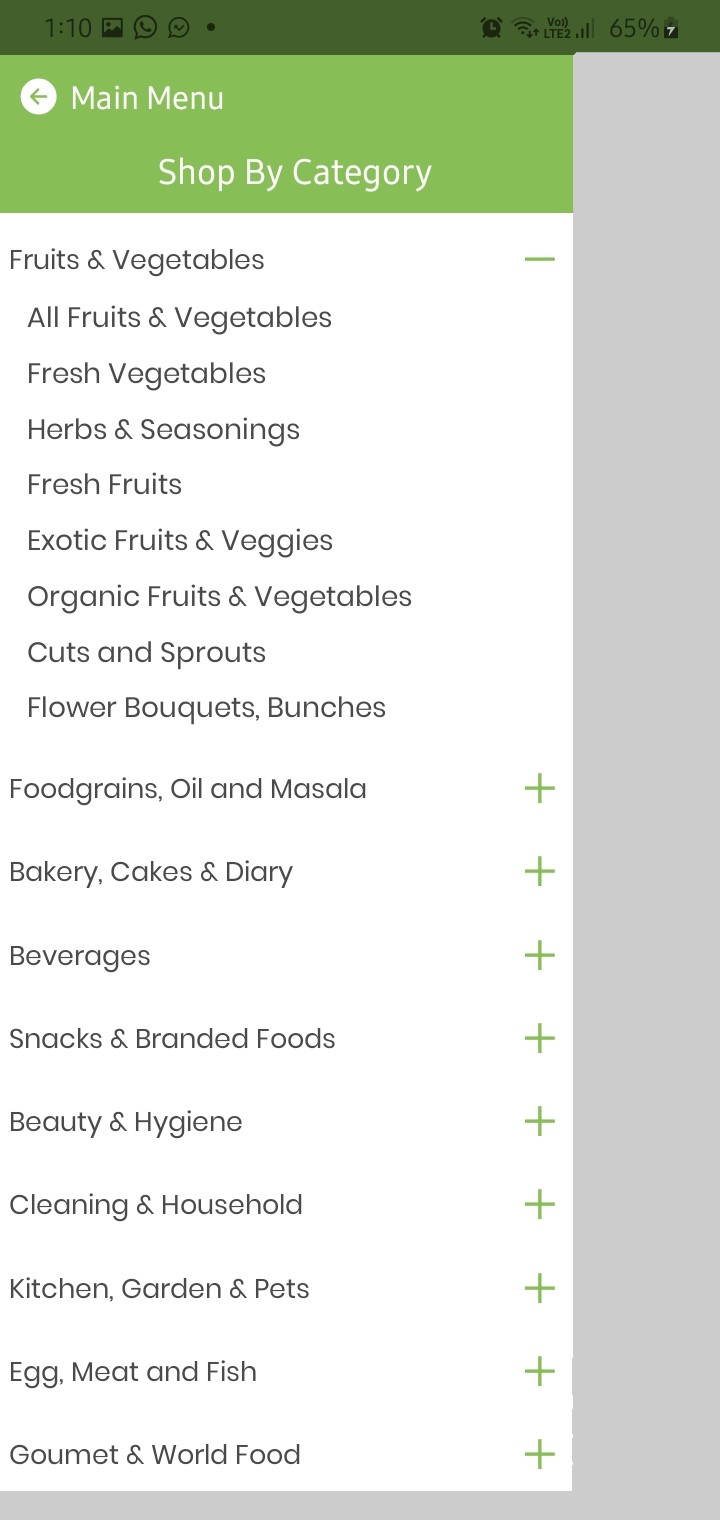 1:10 Vo)) LTE2 65%
Main Menu
Shop By Category
Fruits & Vegetables
All Fruits & Vegetables
Fresh Vegetables
Herbs & Seasonings
Fresh Fruits
Exotic Fruits & Veggies
Organic Fruits & Vegetables
Cuts and Sprouts
Flower Bouquets, Bunches
Foodgrains, Oil and Masala
Bakery, Cakes & Diary
Beverages
Snacks & Branded Foods
Beauty & Hygiene
Cleaning & Household
Kitchen, Garden & Pets
Egg, Meat and Fish
Goumet & World Food